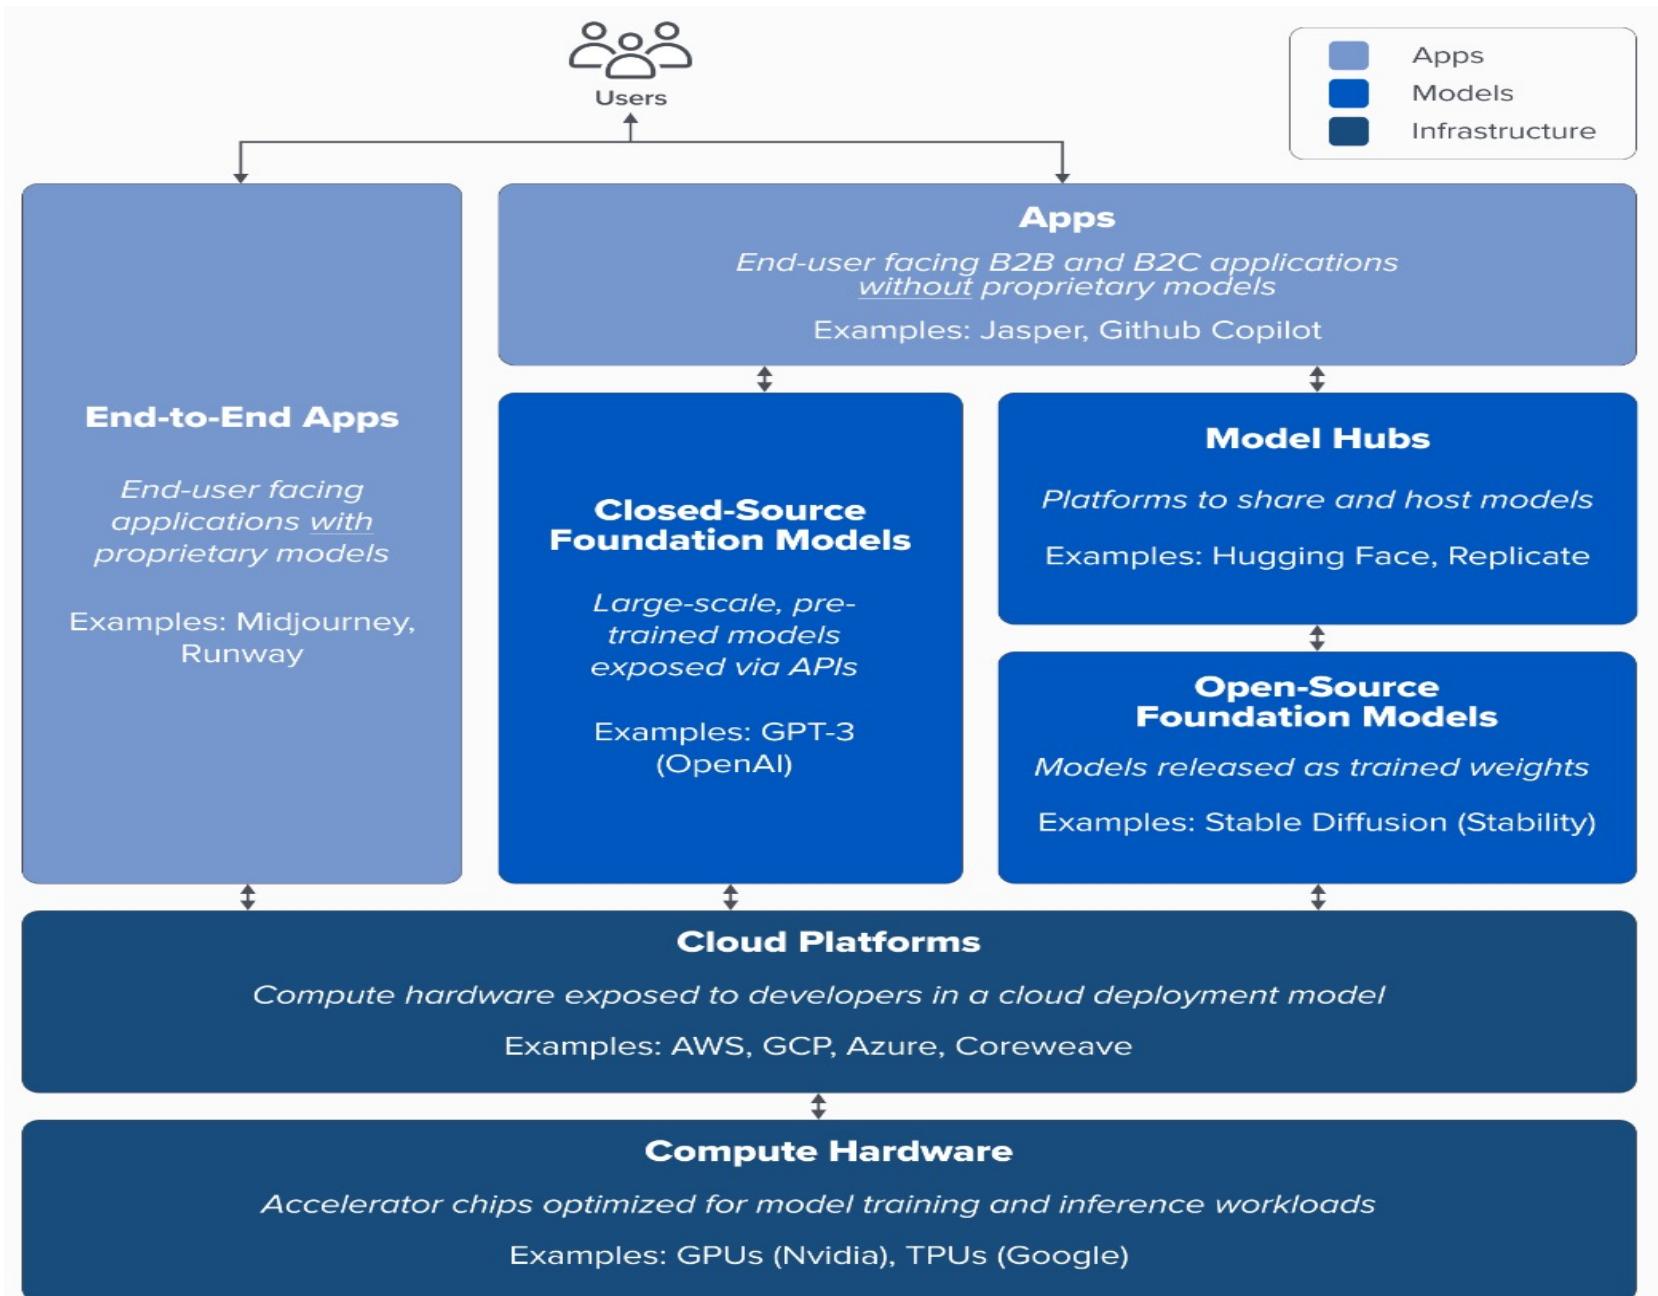 Users
Apps
Models
Infrastructure
End-to-End Apps
End-user facing
applications with
proprietary models
Examples: Midjourney,
Runway
Apps
End-user facing B2B and B2C applications
without proprietary models
Examples: Jasper, Github Copilot
Closed-Source
Foundation Models
Large-scale, pre-
trained models
exposed via APIs
Examples: GPT-3
(OpenAI)
Model Hubs
Platforms to share and host models
Examples: Hugging Face, Replicate
Open-Source
Foundation Models
Models released as trained weights
Examples: Stable Diffusion (Stability)
Cloud Platforms
Compute hardware exposed to developers in a cloud deployment model
Examples: AWS, GCP, Azure, Coreweave
Compute Hardware
Accelerator chips optimized for model training and inference workloads
Examples: GPUs (Nvidia), TPUs (Google)